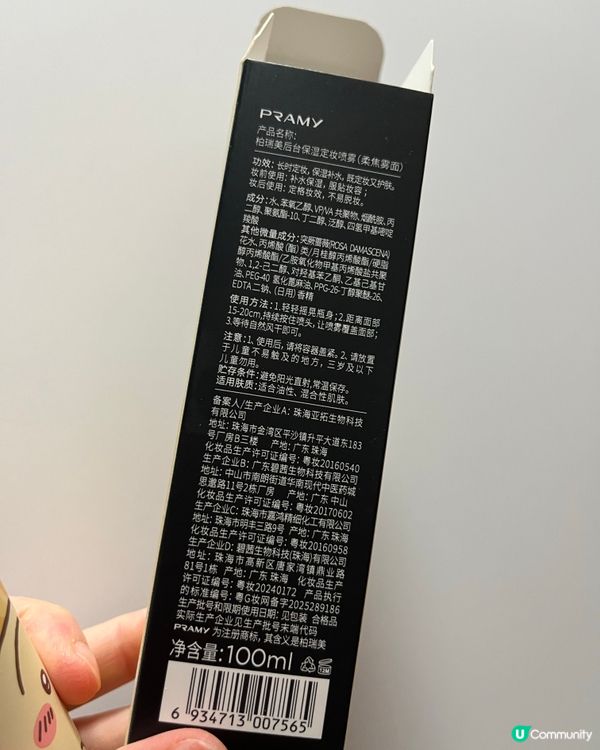 PRAMY
产品名称:
柏瑞美后台保湿定妆喷雾(柔焦雾面)
功效: 长时定妆, 保湿补水, 既定妆又护肤。
妆前使用: 补水保湿, 服贴妆容;
妆后使用: 定格妆效, 不易脱妆。
成分: 水、苯氧乙醇、VP/VA 共聚物、烟酰胺、丙
二醇、聚氨酯-10、丁二醇、泛醇、四氢甲基嘧啶
羧酸
其他微量成分: 突厥蔷薇(ROSA DAMASCENA)
花水、丙烯酸(酯)类/月桂醇丙烯酸酯/硬脂
醇丙烯酸酯/乙胺氧化物甲基丙烯酸盐共聚
物、1,2-己二醇、对羟基苯乙酮、乙基己基甘
油、PEG-40 氢化蓖麻油、PPG-26-丁醇聚醚-26、
EDTA 二钠、(日用)香精
使用方法: 1.轻轻摇晃瓶身; 2.距离面部
15-20cm, 持续按住喷头, 让喷雾覆盖面部;
3.等待自然风干即可。
注意: 1、使用后, 请将容器盖紧。2、请放置
于儿童不易触及的地方, 三岁及以下
儿童勿用。
贮存条件: 避免阳光直射, 常温保存。
适用肤质: 适合油性、混合性肌肤。
备案人/生产企业A: 珠海亚拓生物科技
有限公司
地址: 珠海市金湾区平沙镇升平大道东183
号厂房B三楼 产地: 广东 珠海
化妆品生产许可证编号: 粤妆20160540
生产企业B: 广东碧茜生物科技有限公司
地址: 中山市南朗街道华南现代中医药城
思邈路11号2栋厂房 产地: 广东 中山
化妆品生产许可证编号: 粤妆20170602
生产企业C: 珠海市嘉鸿精细化工有限公司
地址: 珠海市明丰三路9号 产地: 广东 珠海
化妆品生产许可证编号: 粤妆20160958
生产企业D: 碧茜生物科技(珠海)有限公司
地址: 珠海市高新区唐家湾镇鼎业路
81号1栋 产地: 广东 珠海 化妆品生产
许可证编号: 粤妆20240172 产品执行
的标准编号: 粤G妆网备字2025289186
生产批号和限期使用日期: 见包装 合格品
实际生产企业见生产批号末端代码
PRAMY 为注册商标, 其含义是柏瑞美
净含量: 100ml
12M
6 934713 007565
U Community